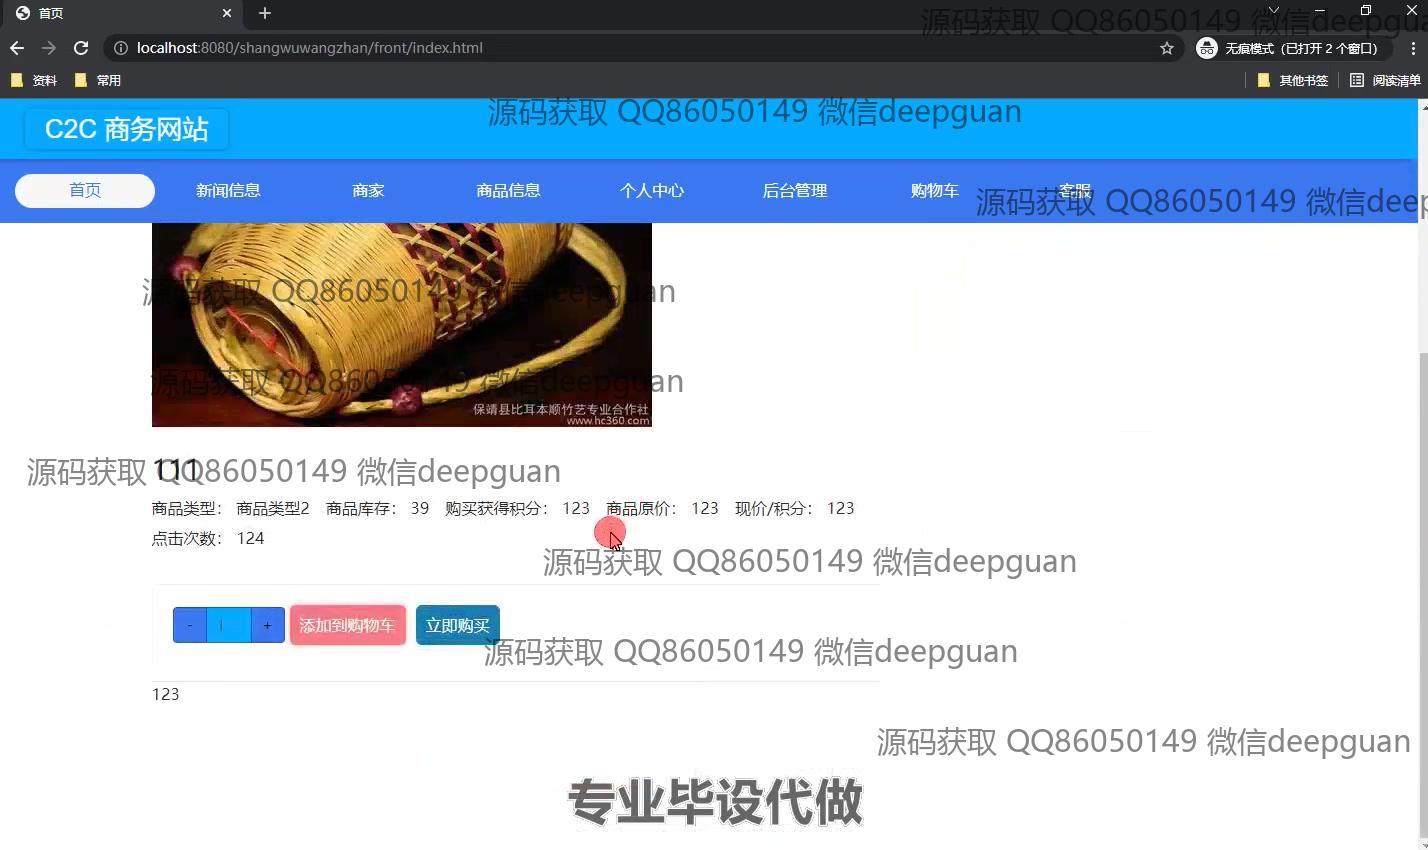 首页
源码获取 QQ86050149 微信deepgua
localhost:8080/shangwuwangzhan/front/index.html
无痕模式（已打开 2 个窗口）
资料 常用 其他书签 阅读清单
源码获取 QQ86050149 微信deepguan
C2C 商务网站
首页 新闻信息 商家 商品信息 个人中心 后台管理 购物车 客服
源码获取 QQ86050149 微信deep
源码获取 QQ86050149 微信deepguan
源码获取 QQ86050149 微信deepguan
保靖县比耳本顺竹艺专业合作社
www.hc360.com
111
源码获取 QQ86050149 微信deepguan
商品类型： 商品类型2 商品库存： 39 购买获得积分： 123 商品原价： 123 现价/积分： 123
点击次数： 124
源码获取 QQ86050149 微信deepguan
- + 添加到购物车 立即购买
源码获取 QQ86050149 微信deepguan
123
源码获取 QQ86050149 微信deepguan
专业毕设代做